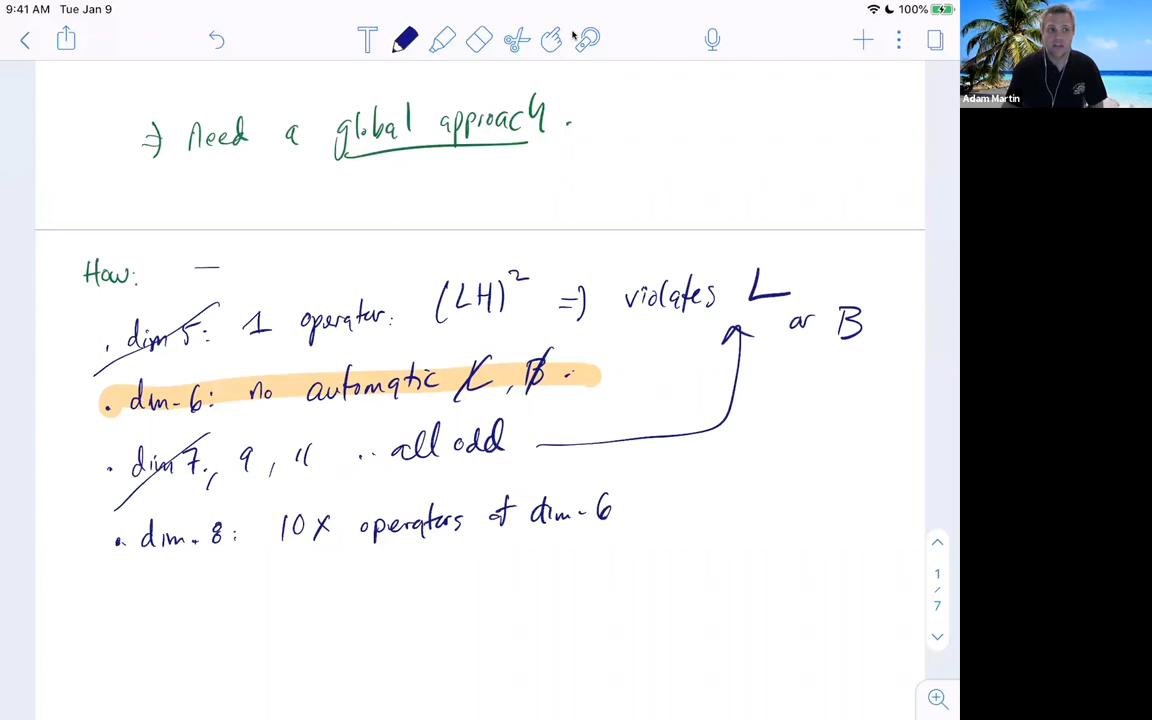 9:41 AM Tue Jan 9
100%
Adam Martin
⇒ Need a global approach.
How:
. dim 5: 1 operator: (LH)² ⇒ violates L or B
. dim-6: no automatic L, B.
. dim 7, 9, 11 .. all odd
. dim-8: 10x operators of dim-6
1
/
7